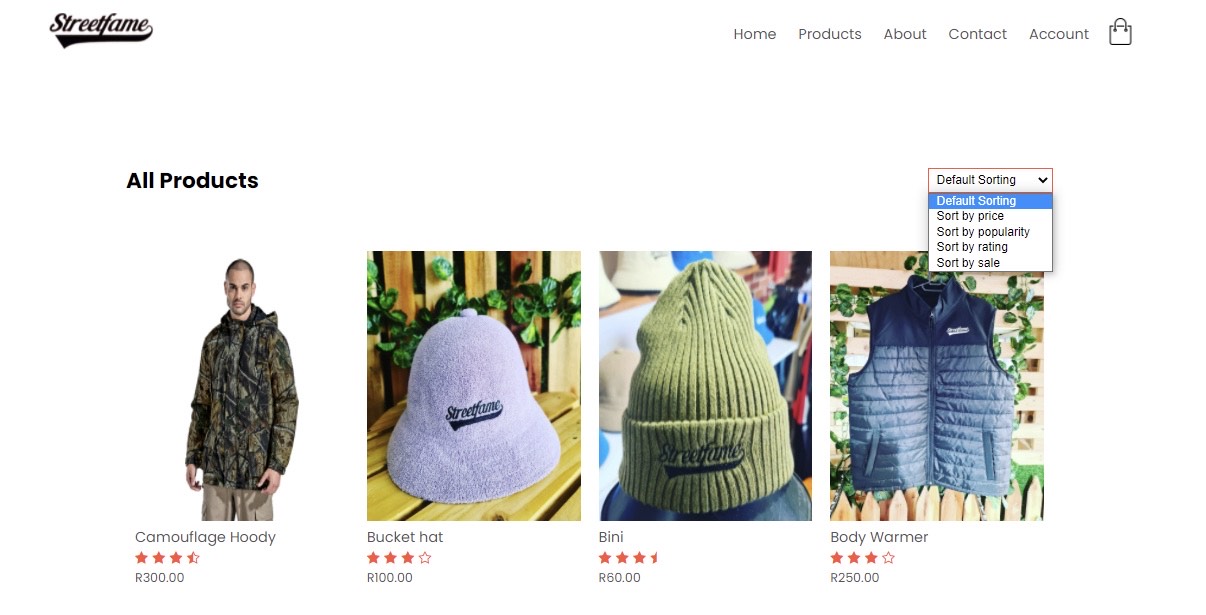 Streetfame
Home Products About Contact Account
All Products
Default Sorting
Default Sorting
Sort by price
Sort by popularity
Sort by rating
Sort by sale
Streetfame
Streetfame
Streetfame
Camouflage Hoody
Bucket hat
Bini
Body Warmer
R300.00
R100.00
R60.00
R250.00